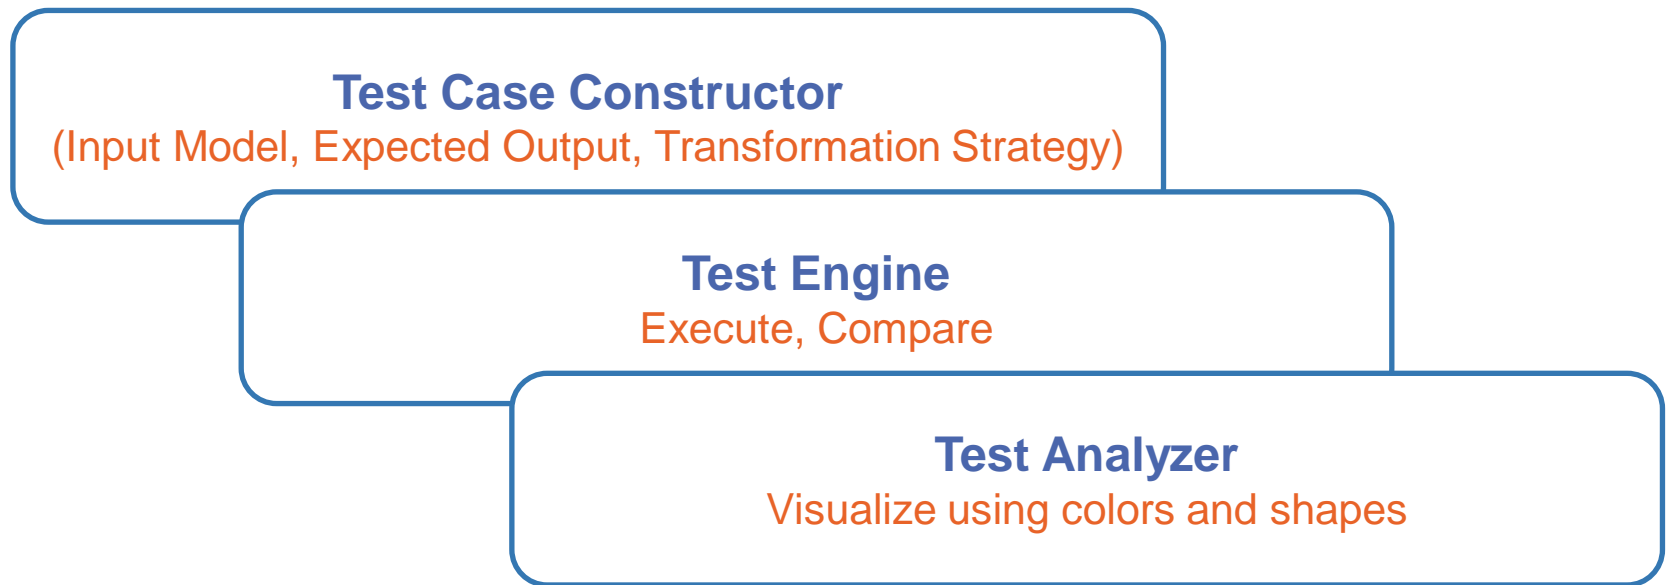 Test Case Constructor
(Input Model, Expected Output, Transformation Strategy)
Test Engine
Execute, Compare
Test Analyzer
Visualize using colors and shapes